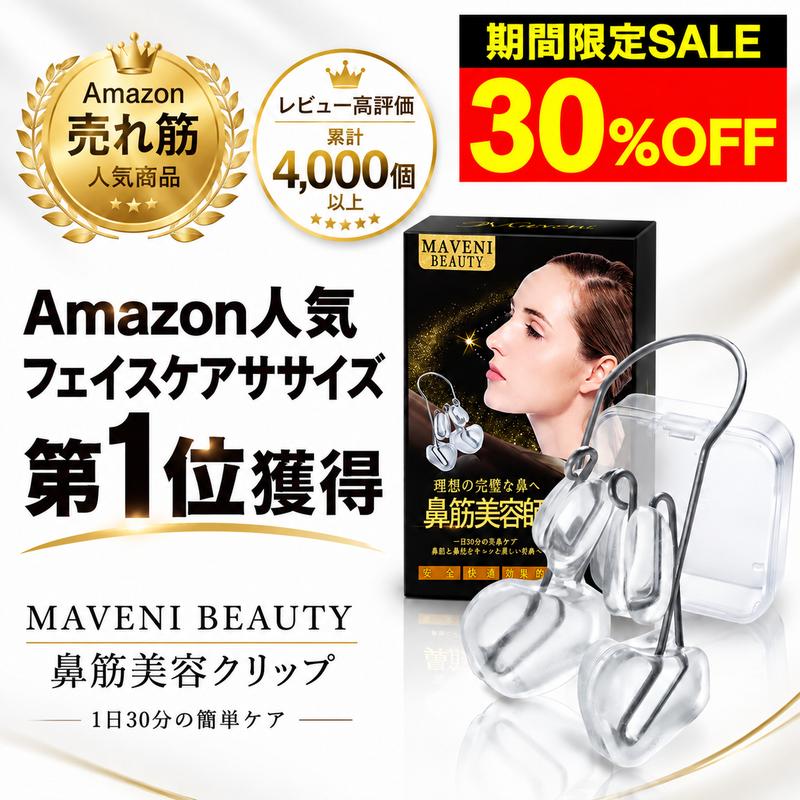 Amazon
売れ筋
人気商品
レビュー高評価
累計
4,000個
以上
期間限定SALE
30%OFF
Amazon人気
フェイスケアササイズ
第1位獲得
MAVENI BEAUTY
鼻筋美容クリップ
1日30分の簡単ケア
Maveni
MAVENI
BEAUTY
理想の完璧な鼻へ
鼻筋美容師
安全 快適 効果的